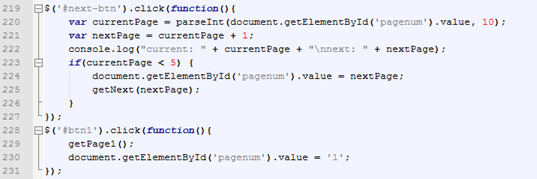 219 $('#next-btn').click(function(){
220 var currentPage = parseInt(document.getElementById('pagenum').value, 10);
221 var nextPage = currentPage + 1;
222 console.log("current: " + currentPage + "\nnext: " + nextPage);
223 if(currentPage < 5) {
224 document.getElementById('pagenum').value = nextPage;
225 getNext(nextPage);
226 }
227 });
228 $('#btn1').click(function(){
229 getPage1();
230 document.getElementById('pagenum').value = '1';
231 });